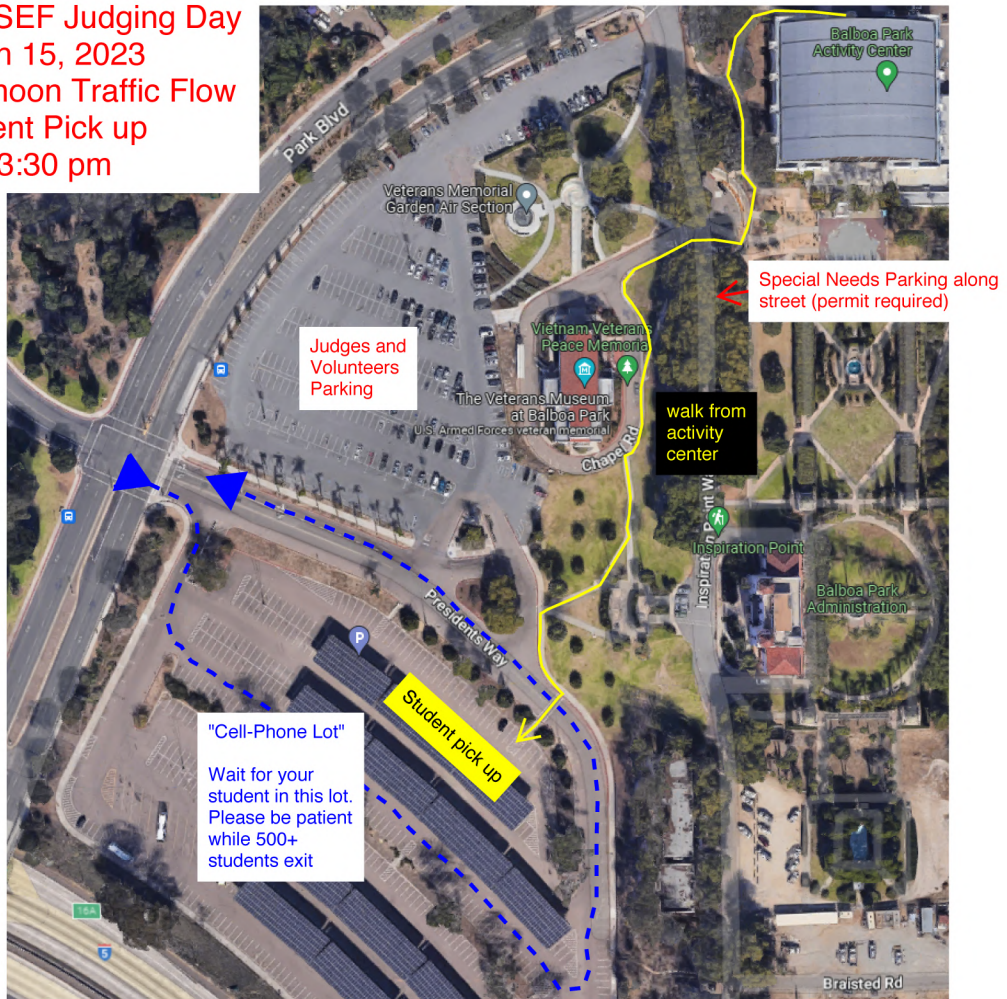 SEF Judging Day
15, 2023
noon Traffic Flow
ent Pick up
3:30 pm
Balboa Park
Activity Center
Park Blvd
Veterans Memorial
Garden Air Section
Special Needs Parking along
street (permit required)
Judges and
Volunteers
Parking
Vietnam Veterans
Peace Memorial
The Veterans Museum
at Balboa Park
U.S. Armed Forces veteran memorial
walk from
activity
center
Chapel Rd
Inspiration Point Wa
Inspiration Point
Balboa Park
Administration
Presidents Way
P
Student pick up
"Cell-Phone Lot"
Wait for your
student in this lot.
Please be patient
while 500+
students exit
16A
5
Braisted Rd